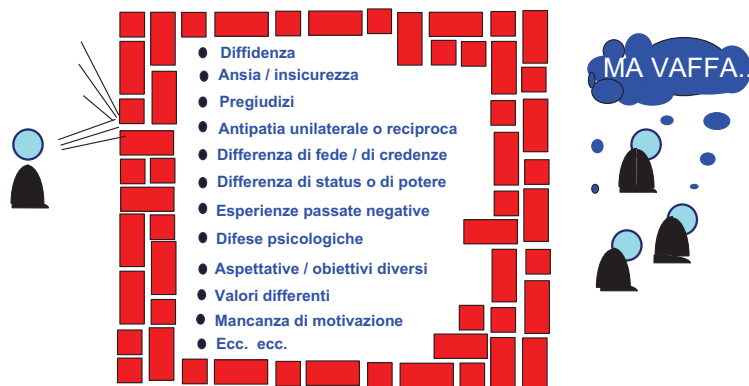 Diffidenza
Ansia / insicurezza
Pregiudizi
Antipatia unilaterale o reciproca
Differenza di fede / di credenze
Differenza di status o di potere
Esperienze passate negative
Difese psicologiche
Aspettative / obiettivi diversi
Valori differenti
Mancanza di motivazione
Ecc. ecc.
MA VAFFA..